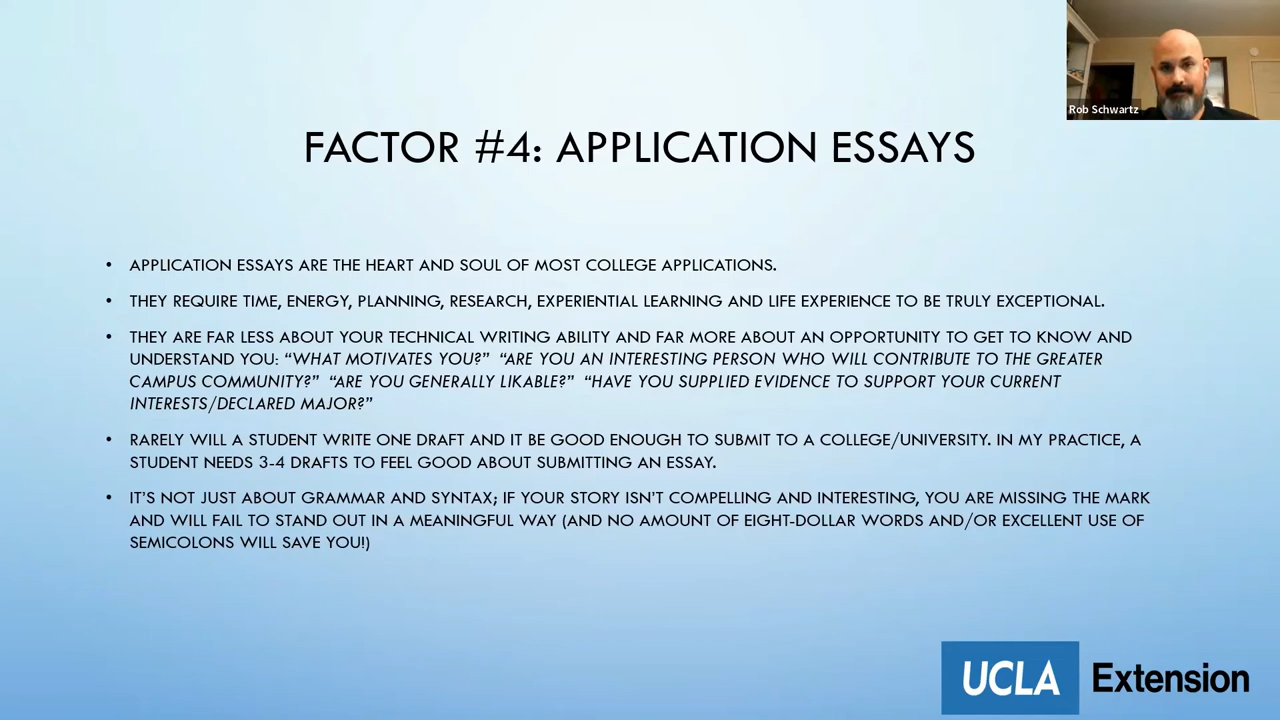 Rob Schwartz
FACTOR #4: APPLICATION ESSAYS
• APPLICATION ESSAYS ARE THE HEART AND SOUL OF MOST COLLEGE APPLICATIONS.
• THEY REQUIRE TIME, ENERGY, PLANNING, RESEARCH, EXPERIENTIAL LEARNING AND LIFE EXPERIENCE TO BE TRULY EXCEPTIONAL.
• THEY ARE FAR LESS ABOUT YOUR TECHNICAL WRITING ABILITY AND FAR MORE ABOUT AN OPPORTUNITY TO GET TO KNOW AND
UNDERSTAND YOU: “WHAT MOTIVATES YOU?” “ARE YOU AN INTERESTING PERSON WHO WILL CONTRIBUTE TO THE GREATER
CAMPUS COMMUNITY?” “ARE YOU GENERALLY LIKABLE?” “HAVE YOU SUPPLIED EVIDENCE TO SUPPORT YOUR CURRENT
INTERESTS/DECLARED MAJOR?”
• RARELY WILL A STUDENT WRITE ONE DRAFT AND IT BE GOOD ENOUGH TO SUBMIT TO A COLLEGE/UNIVERSITY. IN MY PRACTICE, A
STUDENT NEEDS 3-4 DRAFTS TO FEEL GOOD ABOUT SUBMITTING AN ESSAY.
• IT’S NOT JUST ABOUT GRAMMAR AND SYNTAX; IF YOUR STORY ISN’T COMPELLING AND INTERESTING, YOU ARE MISSING THE MARK
AND WILL FAIL TO STAND OUT IN A MEANINGFUL WAY (AND NO AMOUNT OF EIGHT-DOLLAR WORDS AND/OR EXCELLENT USE OF
SEMICOLONS WILL SAVE YOU!)
UCLA Extension